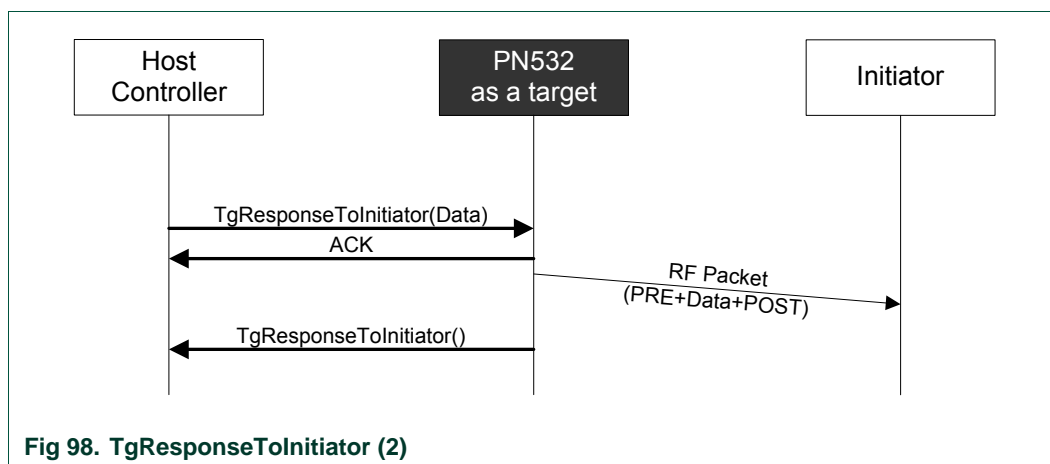 Host
Controller
PN532
as a target
Initiator
TgResponseToInitiator(Data)
ACK
RF Packet
(PRE+Data+POST)
TgResponseToInitiator()
Fig 98. TgResponseToInitiator (2)